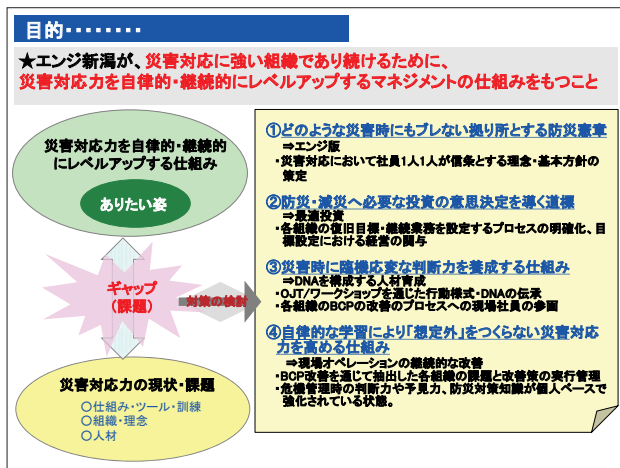 目的‥‥‥‥
★エンジ新潟が、災害対応に強い組織であり続けるために、
災害対応力を自律的・継続的にレベルアップするマネジメントの仕組みをもつこと
災害対応力を自律的・継続的
にレベルアップする仕組み
ありたい姿
ギャップ
(課題)
対策の検討
災害対応力の現状・課題
〇仕組み・ツール・訓練
〇組織・理念
〇人材
①どのような災害時にもブレない拠り所とする防災憲章
⇒エンジ版
・災害対応において社員1人1人が信条とする理念・基本方針の
策定
②防災・減災へ必要な投資の意思決定を導く道標
⇒最適投資
・各組織の復旧目標・継続業務を設定するプロセスの明確化、目
標設定における経営の関与
③災害時に臨機応変な判断力を養成する仕組み
⇒DNAを構成する人材育成
・OJT/ワークショップを通じた行動様式・DNAの伝承
・各組織のBCPの改善のプロセスへの現場社員の参画
④自律的な学習により「想定外」をつくらない災害対応
力を高める仕組み
⇒現場オペレーションの継続的な改善
・BCP改善を通じて抽出した各組織の課題と改善策の実行管理
・危機管理時の判断力や予見力、防災対策知識が個人ベースで
強化されている状態。